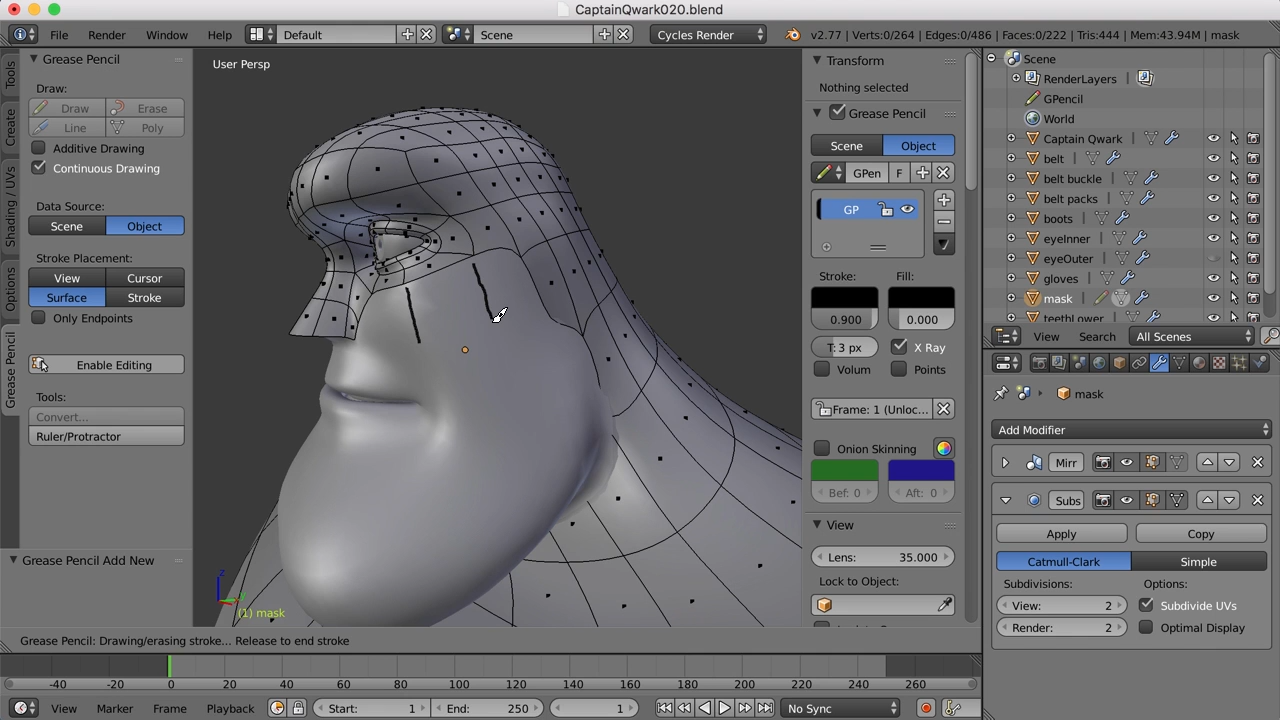 CaptainQwark020.blend
File Render Window Help Default Scene Cycles Render v2.77 | Verts:0/264 | Edges:0/486 | Faces:0/222 | Tris:444 | Mem:43.94M | mask
Tools
Create
Shading / UVs
Options
Grease Pencil
Grease Pencil
Draw:
Draw Erase
Line Poly
Additive Drawing
Continuous Drawing
Data Source:
Scene Object
Stroke Placement:
View Cursor
Surface Stroke
Only Endpoints
Enable Editing
Tools:
Convert...
Ruler/Protractor
Grease Pencil Add New
User Persp
z
(1) mask
Transform
Nothing selected
Grease Pencil
Scene Object
GPen F
GP
Stroke: Fill:
0.900 0.000
T: 3 px X Ray
Volum Points
Frame: 1 (Unloc...
Onion Skinning
Bef: 0 Aft: 0
View
Lens: 35.000
Lock to Object:
Scene
RenderLayers
GPencil
World
Captain Qwark
belt
belt buckle
belt packs
boots
eyeInner
eyeOuter
gloves
mask
teethLower
View Search All Scenes
mask
Add Modifier
Mirr
Subs
Apply Copy
Catmull-Clark Simple
Subdivisions: Options:
View: 2 Subdivide UVs
Render: 2 Optimal Display
Grease Pencil: Drawing/erasing stroke... Release to end stroke
-40 -20 0 20 40 60 80 100 120 140 160 180 200 220 240 260
View Marker Frame Playback Start: 1 End: 250 1 No Sync